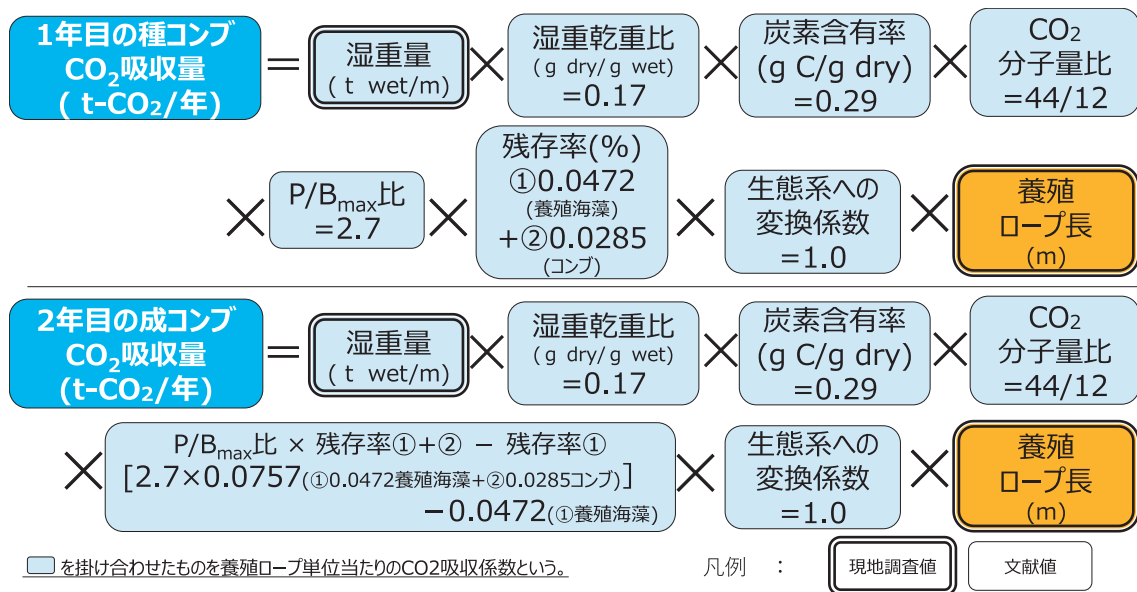 1年目の種コンブ
CO₂吸収量
( t-CO₂/年)
=
湿重量
( t wet/m)
×
湿重乾重比
(g dry/g wet)
=0.17
×
炭素含有率
(g C/g dry)
=0.29
×
CO₂
分子量比
=44/12
×
P/Bmax比
=2.7
×
残存率(%)
①0.0472
(養殖海藻)
+②0.0285
(コンブ)
×
生態系への
変換係数
=1.0
×
養殖
ロープ長
(m)
2年目の成コンブ
CO₂吸収量
(t-CO₂/年)
=
湿重量
( t wet/m)
×
湿重乾重比
(g dry/g wet)
=0.17
×
炭素含有率
(g C/g dry)
=0.29
×
CO₂
分子量比
=44/12
×
P/Bmax比 × 残存率①+② − 残存率①
[2.7×0.0757(①0.0472養殖海藻+②0.0285コンブ)]
−0.0472(①養殖海藻)
×
生態系への
変換係数
=1.0
×
養殖
ロープ長
(m)
を掛け合わせたものを養殖ロープ単位当たりのCO2吸収係数という。
凡例 :
現地調査値
文献値